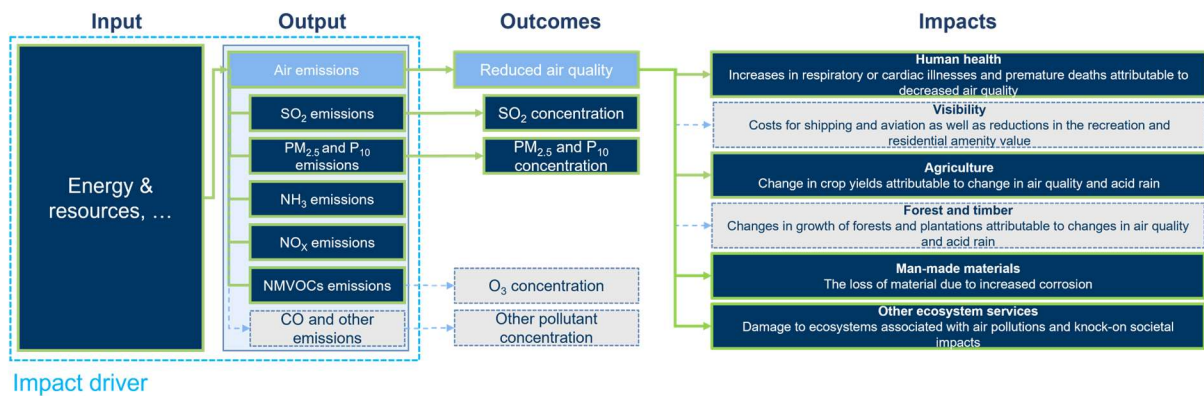 Input
Output
Outcomes
Impacts
Energy &
resources, …
Air emissions
SO₂ emissions
PM₂.₅ and P₁₀
emissions
NH₃ emissions
NOₓ emissions
NMVOCs emissions
CO and other
emissions
Reduced air quality
SO₂ concentration
PM₂.₅ and P₁₀
concentration
O₃ concentration
Other pollutant
concentration
Human health
Increases in respiratory or cardiac illnesses and premature deaths attributable to
decreased air quality
Visibility
Costs for shipping and aviation as well as reductions in the recreation and
residential amenity value
Agriculture
Change in crop yields attributable to change in air quality and acid rain
Forest and timber
Changes in growth of forests and plantations attributable to changes in air quality
and acid rain
Man-made materials
The loss of material due to increased corrosion
Other ecosystem services
Damage to ecosystems associated with air pollutions and knock-on societal
impacts
Impact driver